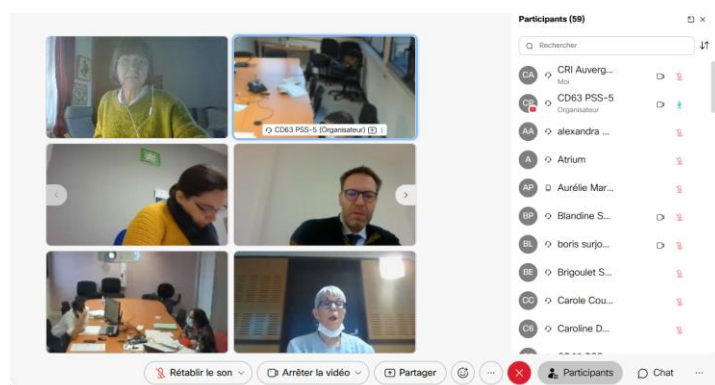 Participants (59)
Rechercher
CA CRI Auverg...
Moi
CD63 PSS-5
Organisateur
AA alexandra ...
A Atrium
AP Aurélie Mar...
BP Blandine S...
BL boris surjo...
BE Brigoulet S...
CC Carole Cou...
C6 Caroline D...
CD63 PSS-5 (Organisateur)
Rétablir le son
Arrêter la vidéo
Partager
Participants
Chat